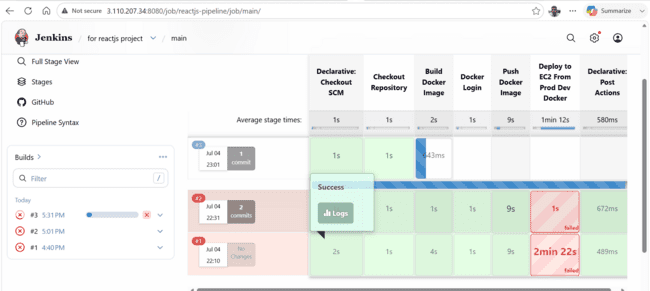 Not secure 3.110.207.34:8080/job/reactjs-pipeline/job/main/
Summarize
Jenkins / for reactjs project / main
Full Stage View
Stages
GitHub
Pipeline Syntax
Builds
Filter /
Today
#3 5:31 PM
#2 5:01 PM
#1 4:40 PM
Declarative: Checkout SCM
Checkout Repository
Build Docker Image
Docker Login
Push Docker Image
Deploy to EC2 From Prod Dev Docker
Declarative: Post Actions
Average stage times: 1s 1s 2s 1s 9s 1min 12s 580ms
#3
Jul 04 1
23:01 commit
1s 1s 643ms
Success
Logs
#2
Jul 04 2
22:31 commits
1s 1s 9s 1s 672ms
failed
#1
Jul 04 No
22:10 Changes
2s 1s 4s 1s 9s 2min 22s 489ms
failed